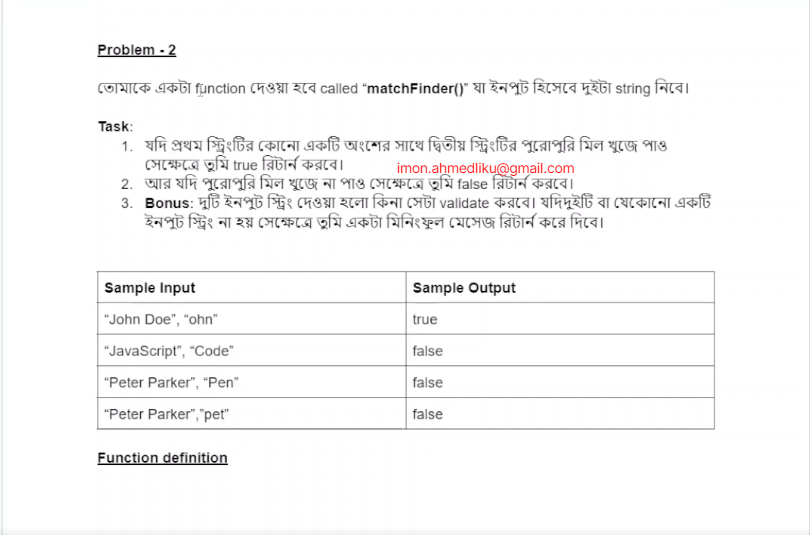 Problem - 2
তোমাকে একটা function দেওয়া হবে called “matchFinder()” যা ইনপুট হিসেবে দুইটা string নিবে।
Task:
1. যদি প্রথম স্ট্রিংটির কোনো একটি অংশের সাথে দ্বিতীয় স্ট্রিংটির পুরোপুরি মিল খুজে পাও
সেক্ষেত্রে তুমি true রিটার্ন করবে।
imon.ahmedliku@gmail.com
2. আর যদি পুরোপুরি মিল খুজে না পাও সেক্ষেত্রে তুমি false রিটার্ন করবে।
3. Bonus: দুটি ইনপুট স্ট্রিং দেওয়া হলো কিনা সেটা validate করবে। যদিদুইটি বা যেকোনো একটি
ইনপুট স্ট্রিং না হয় সেক্ষেত্রে তুমি একটা মিনিংফুল মেসেজ রিটার্ন করে দিবে।
Sample Input Sample Output
“John Doe”, “ohn” true
“JavaScript”, “Code” false
“Peter Parker”, “Pen” false
“Peter Parker”,”pet” false
Function definition